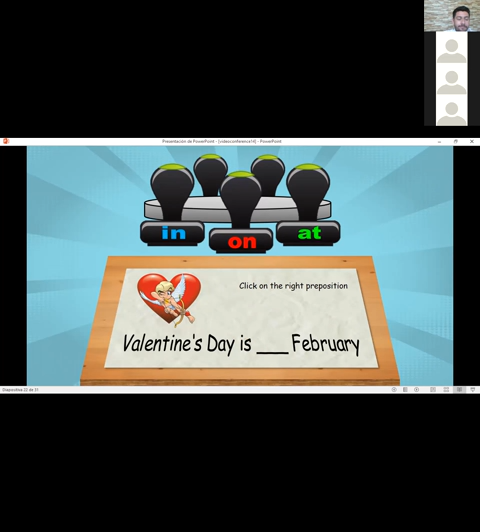 Presentación de PowerPoint - [videoconference14] - PowerPoint
in
on
at
Click on the right preposition
Valentine's Day is ___ February
Diapositiva 22 de 31